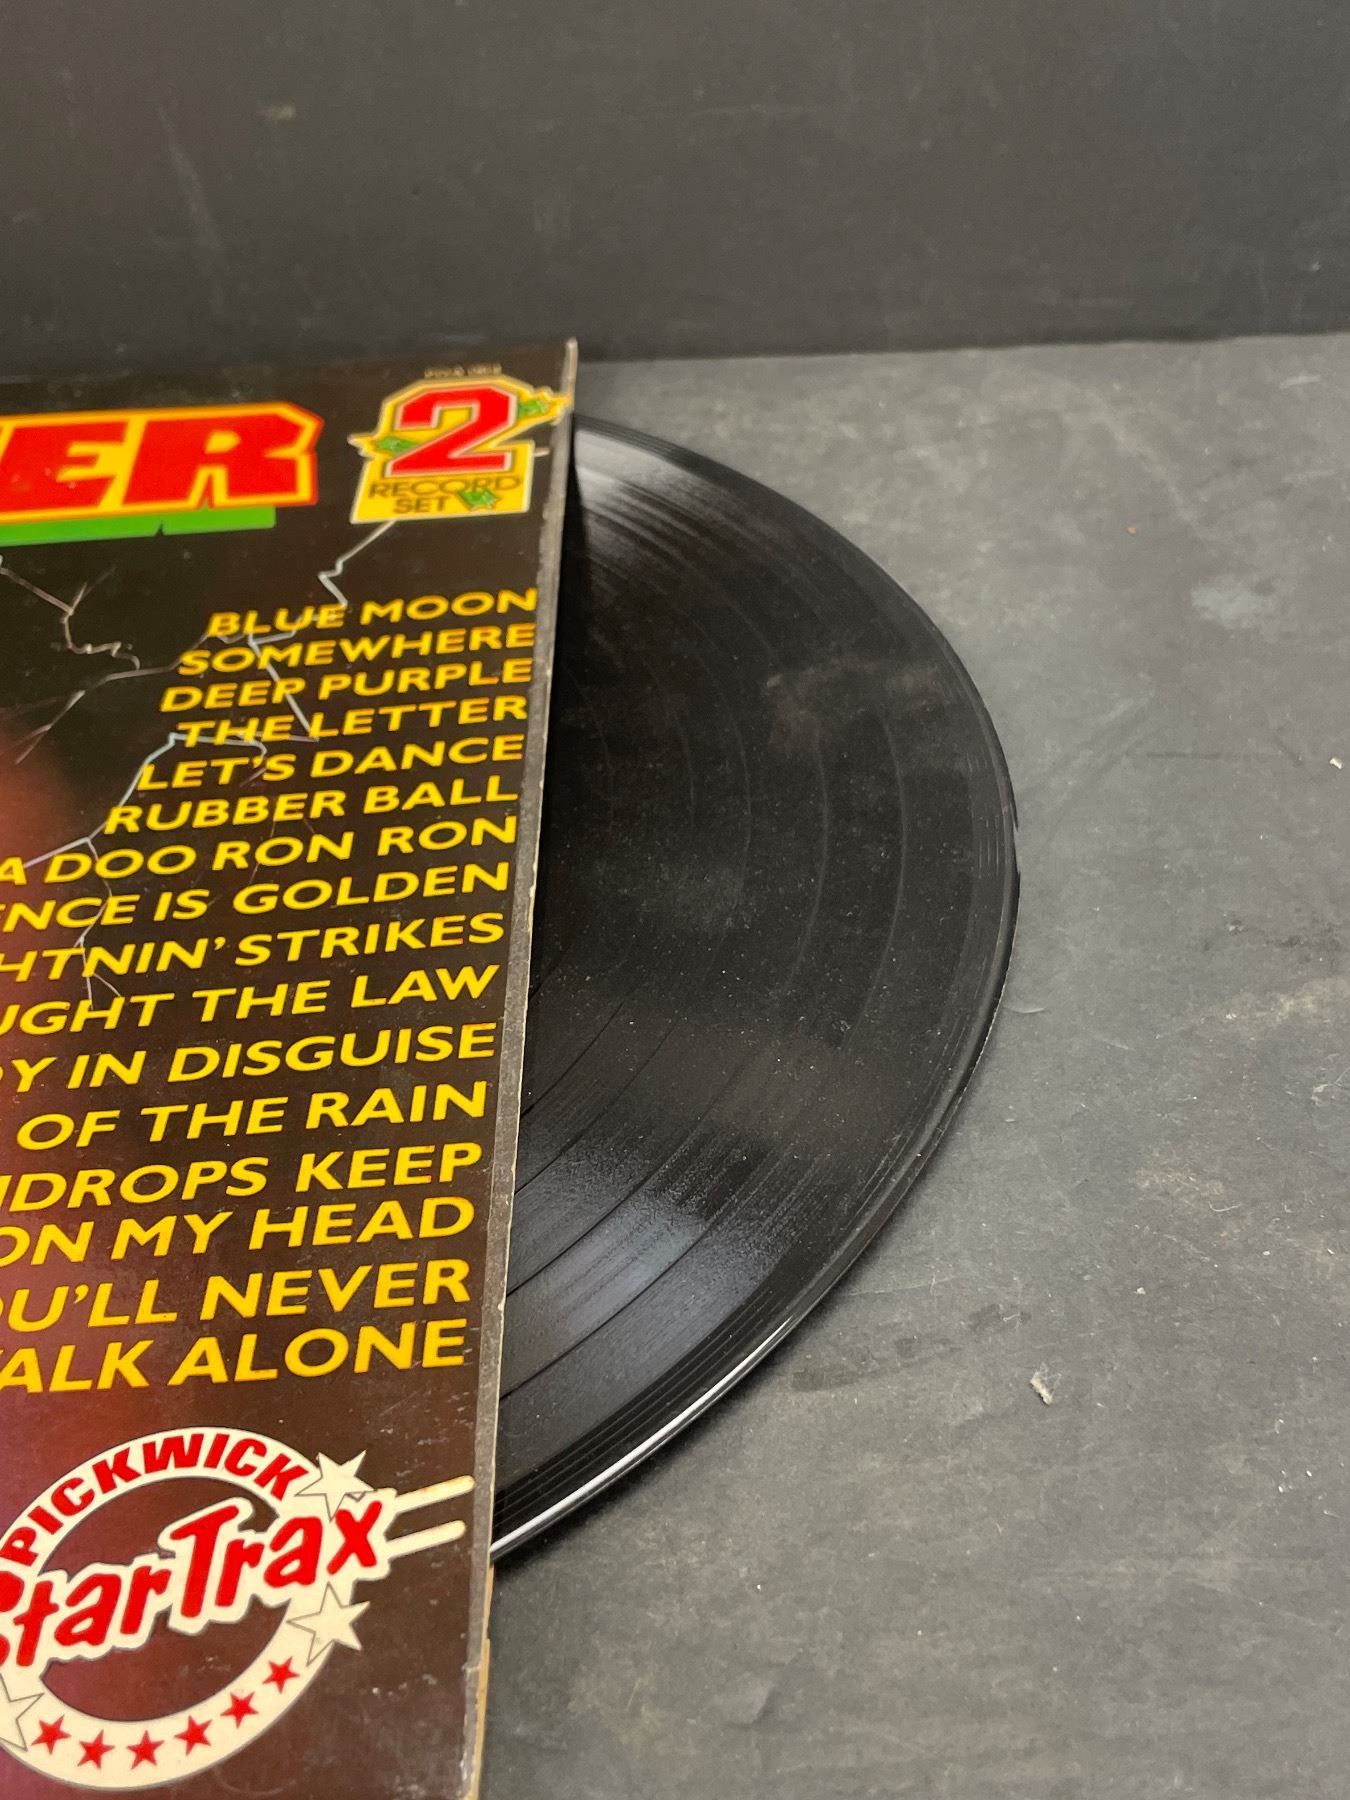 2
RECORD
SET
BLUE MOON
SOMEWHERE
DEEP PURPLE
THE LETTER
LET'S DANCE
RUBBER BALL
A DOO RON RON
ENCE IS GOLDEN
HTNIN' STRIKES
UGHT THE LAW
Y IN DISGUISE
OF THE RAIN
DROPS KEEP
ON MY HEAD
OU'LL NEVER
ALK ALONE
PICKWICK
StarTrax